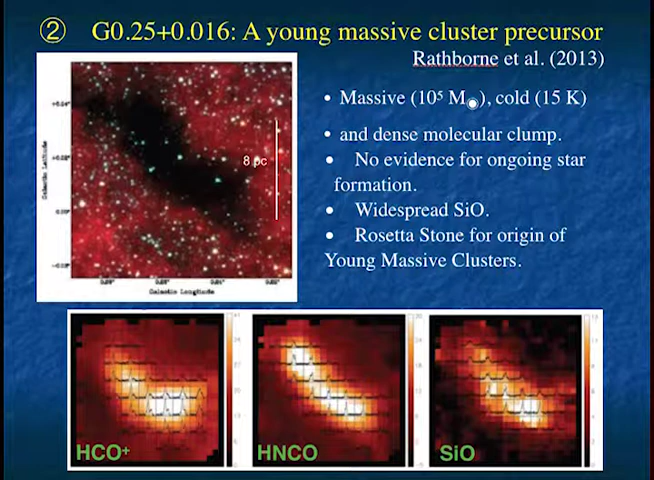 ② G0.25+0.016: A young massive cluster precursor
Rathborne et al. (2013)
8 pc
Galactic Latitude
Galactic Longitude
• Massive (10⁵ M☉), cold (15 K)
• and dense molecular clump.
• No evidence for ongoing star
formation.
• Widespread SiO.
• Rosetta Stone for origin of
Young Massive Clusters.
HCO⁺
HNCO
SiO